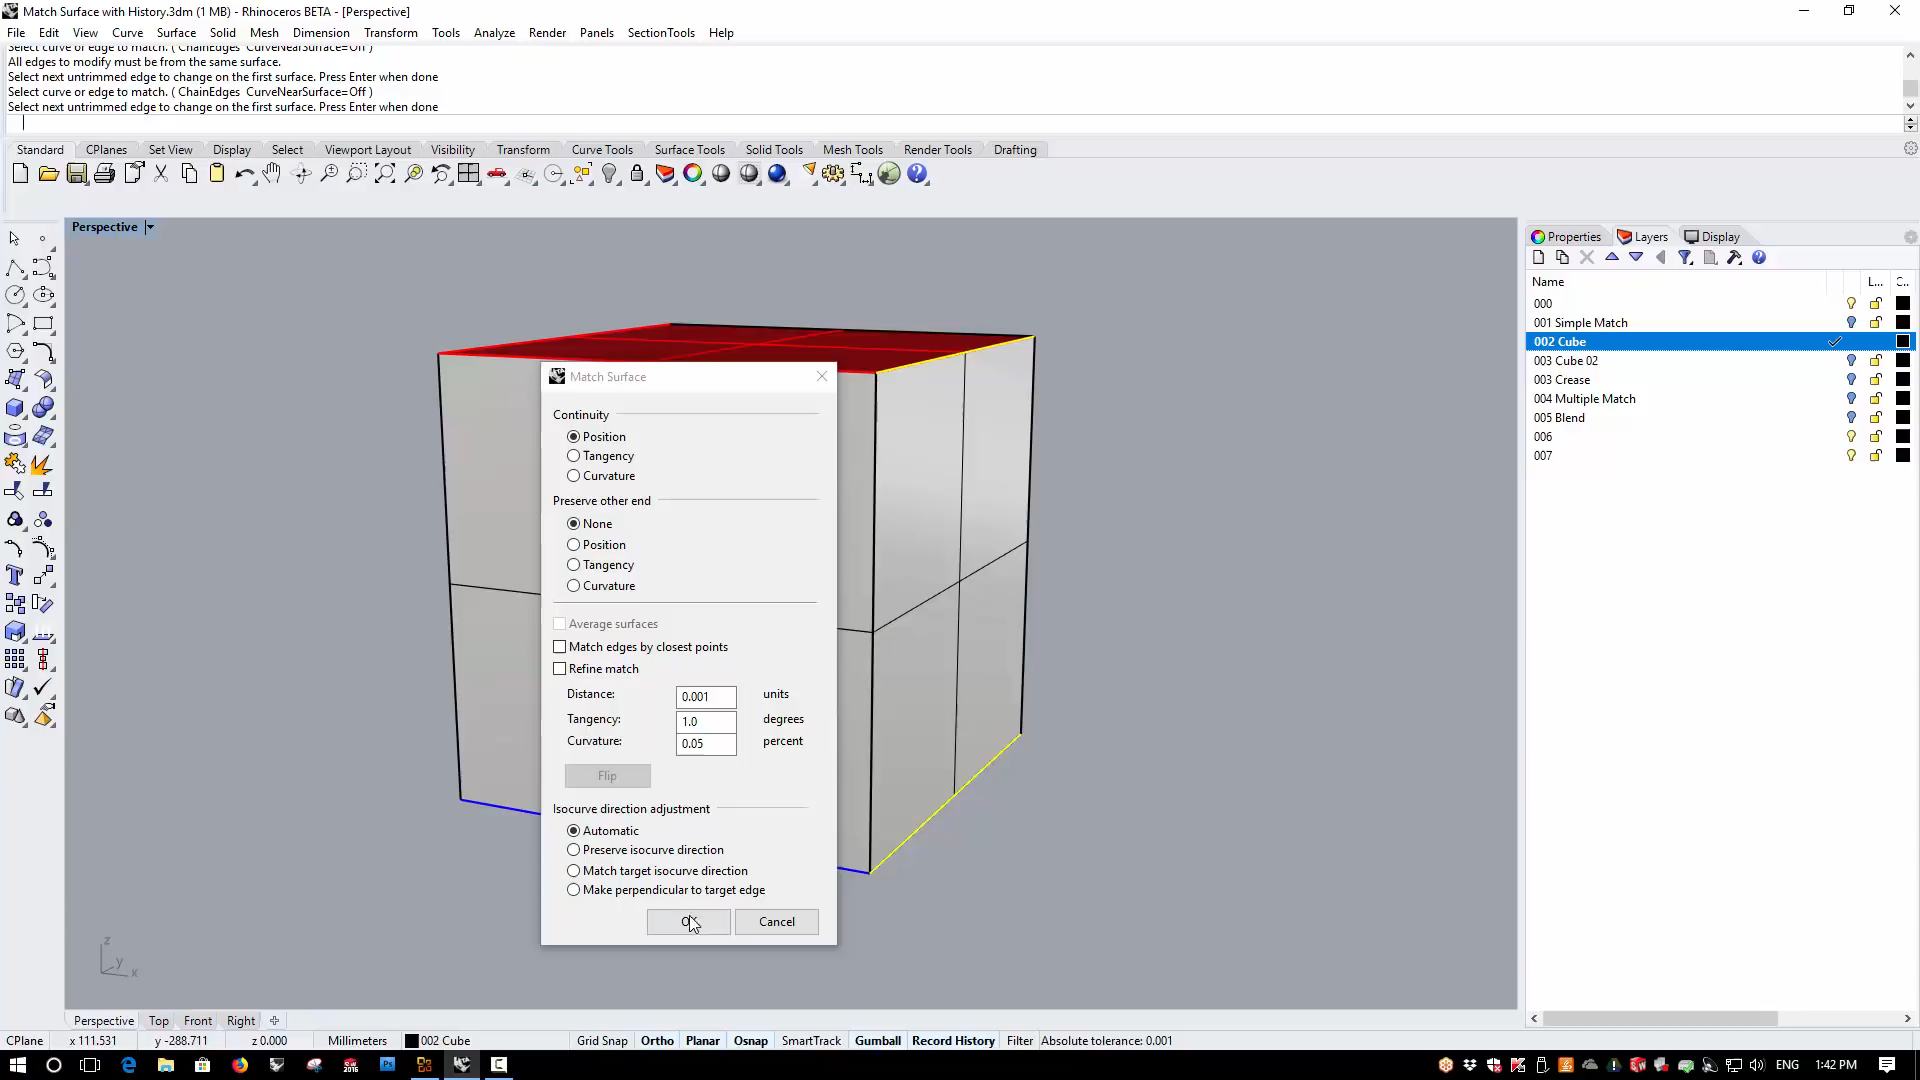 Match Surface with History.3dm (1 MB) - Rhinoceros BETA - [Perspective]
File Edit View Curve Surface Solid Mesh Dimension Transform Tools Analyze Render Panels SectionTools Help
Select curve or edge to match. ( ChainEdges CurveNearSurface=Off )
All edges to modify must be from the same surface.
Select next untrimmed edge to change on the first surface. Press Enter when done
Select curve or edge to match. ( ChainEdges CurveNearSurface=Off )
Select next untrimmed edge to change on the first surface. Press Enter when done
Standard CPlanes Set View Display Select Viewport Layout Visibility Transform Curve Tools Surface Tools Solid Tools Mesh Tools Render Tools Drafting
Perspective
Properties Layers Display
Name L... C..
000
001 Simple Match
002 Cube
003 Cube 02
003 Crease
004 Multiple Match
005 Blend
006
007
Match Surface
Continuity
Position
Tangency
Curvature
Preserve other end
None
Position
Tangency
Curvature
Average surfaces
Match edges by closest points
Refine match
Distance: 0.001 units
Tangency: 1.0 degrees
Curvature: 0.05 percent
Flip
Isocurve direction adjustment
Automatic
Preserve isocurve direction
Match target isocurve direction
Make perpendicular to target edge
Cancel
z
y
x
Perspective Top Front Right
CPlane x 111.531 y -288.711 z 0.000 Millimeters 002 Cube Grid Snap Ortho Planar Osnap SmartTrack Gumball Record History Filter Absolute tolerance: 0.001
ENG 1:42 PM